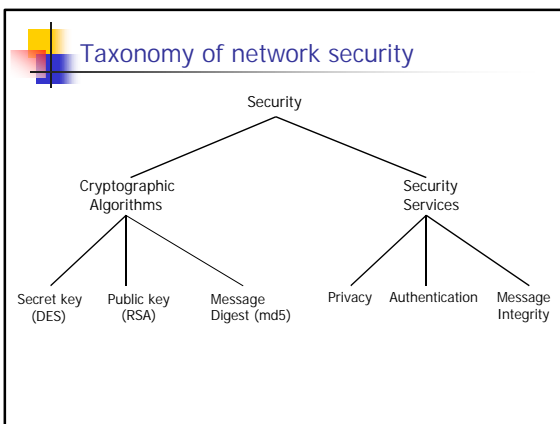 Taxonomy of network security
Security
Cryptographic
Algorithms
Security
Services
Secret key
(DES)
Public key
(RSA)
Message
Digest (md5)
Privacy
Authentication
Message
Integrity